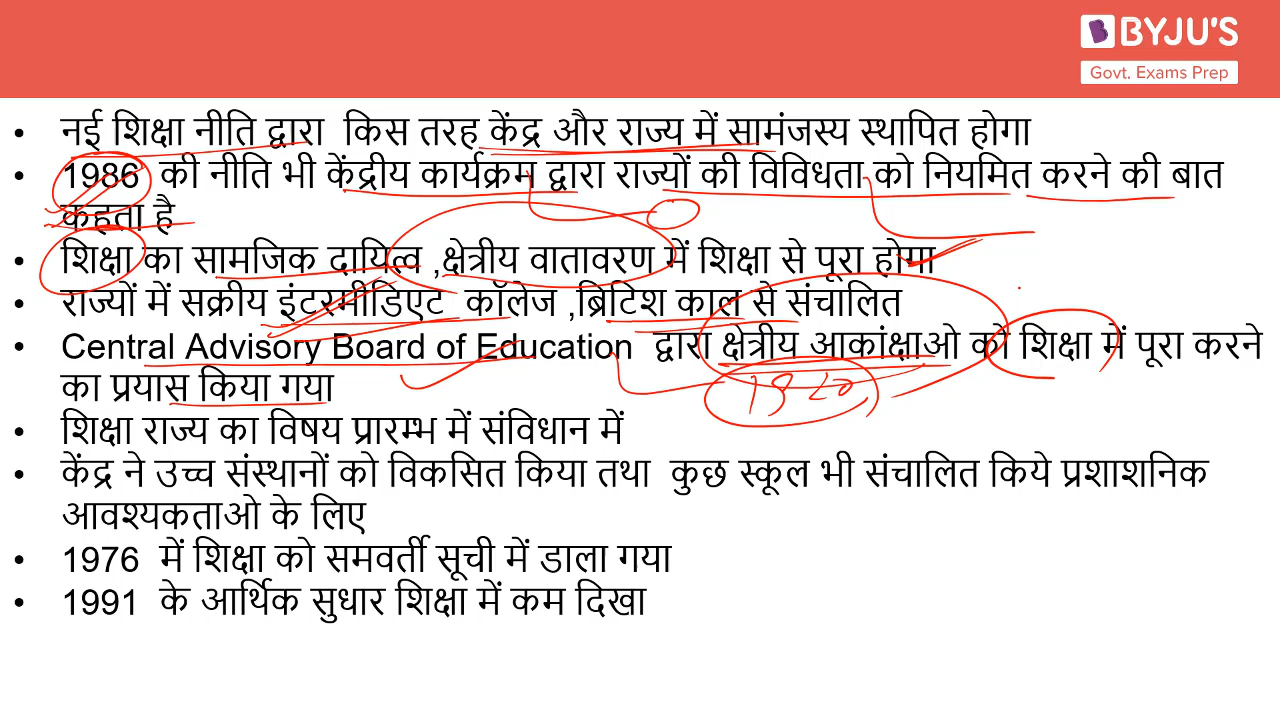 BYJU'S
Govt. Exams Prep
• नई शिक्षा नीति द्वारा किस तरह केंद्र और राज्य में सामंजस्य स्थापित होगा
• 1986 की नीति भी केंद्रीय कार्यक्रम द्वारा राज्यों की विविधता को नियमित करने की बात
कहता है
• शिक्षा का सामजिक दायित्व ,क्षेत्रीय वातावरण में शिक्षा से पूरा होगा
• राज्यों में सक्रीय इंटरमीडिएट कॉलेज ,ब्रिटिश काल से संचालित
• Central Advisory Board of Education द्वारा क्षेत्रीय आकांक्षाओ को शिक्षा में पूरा करने
का प्रयास किया गया
1920,
• शिक्षा राज्य का विषय प्रारम्भ में संविधान में
• केंद्र ने उच्च संस्थानों को विकसित किया तथा कुछ स्कूल भी संचालित किये प्रशाशनिक
आवश्यकताओ के लिए
• 1976 में शिक्षा को समवर्ती सूची में डाला गया
• 1991 के आर्थिक सुधार शिक्षा में कम दिखा